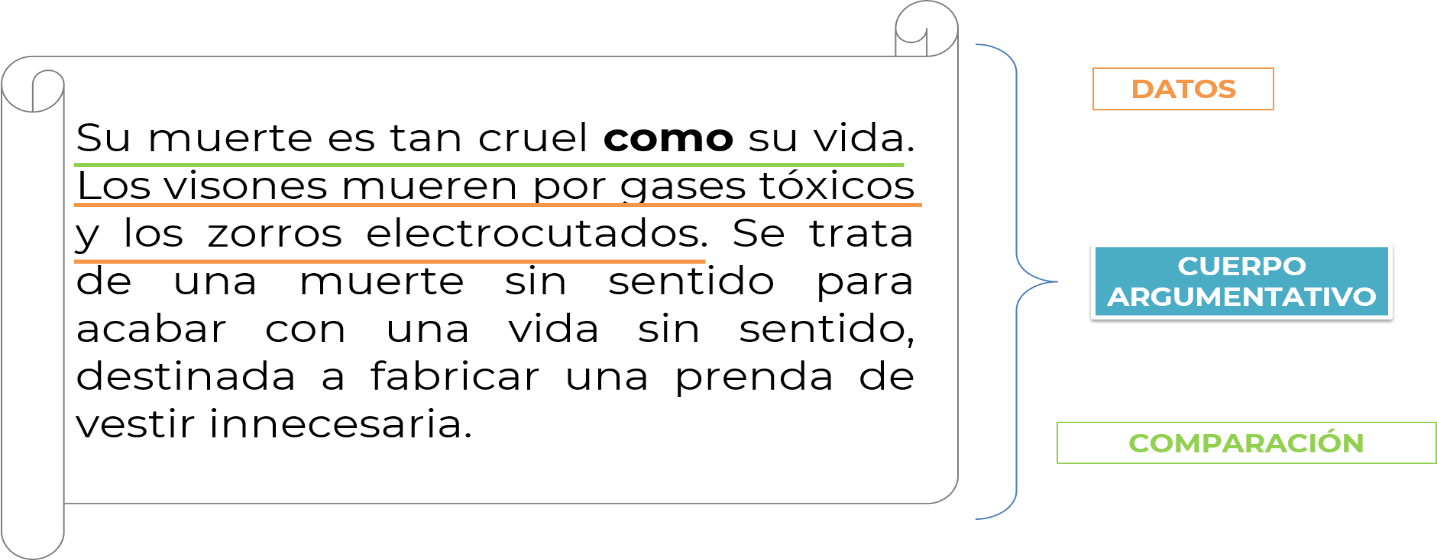 Su muerte es tan cruel como su vida.
Los visones mueren por gases tóxicos
y los zorros electrocutados. Se trata
de una muerte sin sentido para
acabar con una vida sin sentido,
destinada a fabricar una prenda de
vestir innecesaria.
DATOS
CUERPO
ARGUMENTATIVO
COMPARACIÓN